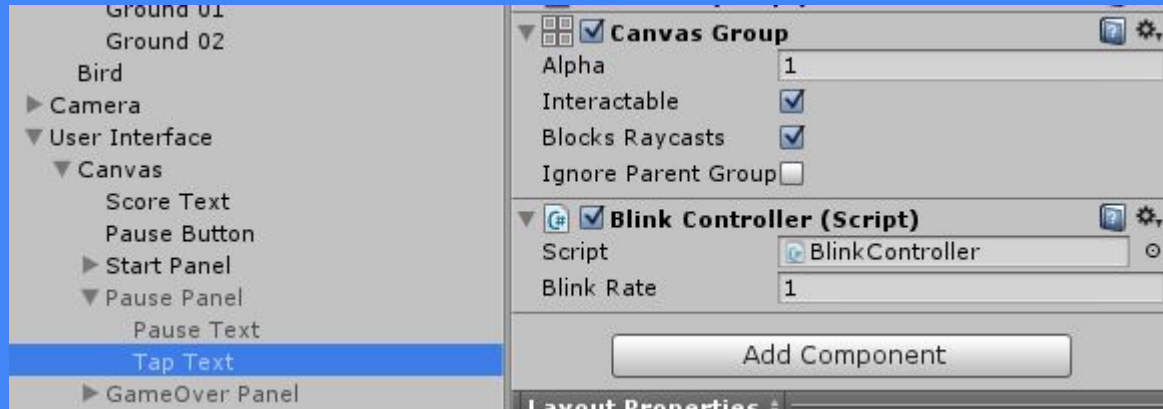 Ground 01
Ground 02
Bird
Camera
User Interface
Canvas
Score Text
Pause Button
Start Panel
Pause Panel
Pause Text
Tap Text
GameOver Panel
Canvas Group
Alpha 1
Interactable
Blocks Raycasts
Ignore Parent Group
Blink Controller (Script)
Script BlinkController
Blink Rate 1
Add Component
Layout Properties